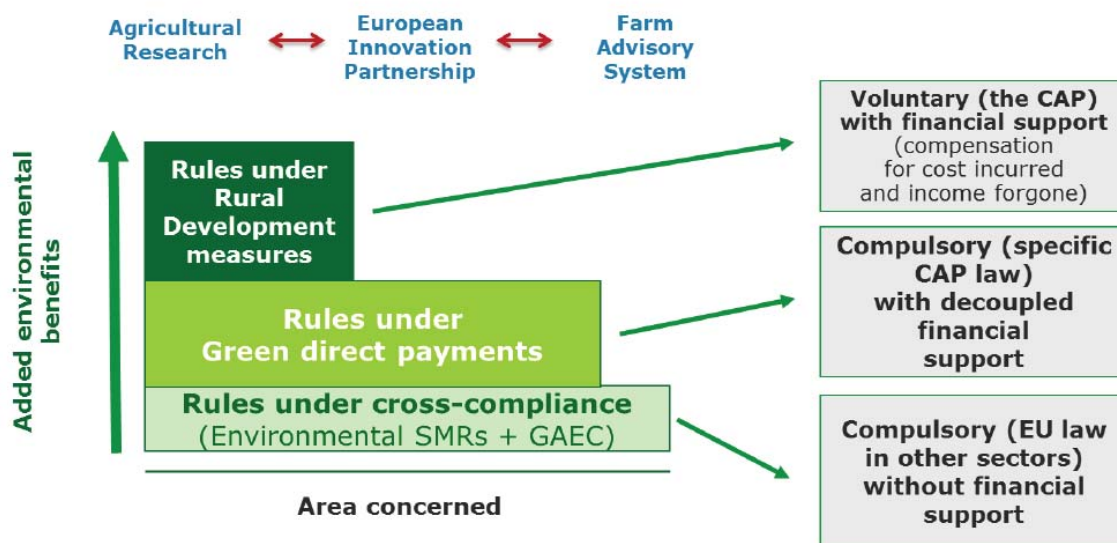 Agricultural
Research
European
Innovation
Partnership
Farm
Advisory
System
Added environmental
benefits
Rules under
Rural
Development
measures
Rules under
Green direct payments
Rules under cross-compliance
(Environmental SMRs + GAEC)
Area concerned
Voluntary (the CAP)
with financial support
(compensation
for cost incurred
and income forgone)
Compulsory (specific
CAP law)
with decoupled
financial
support
Compulsory (EU law
in other sectors)
without financial
support